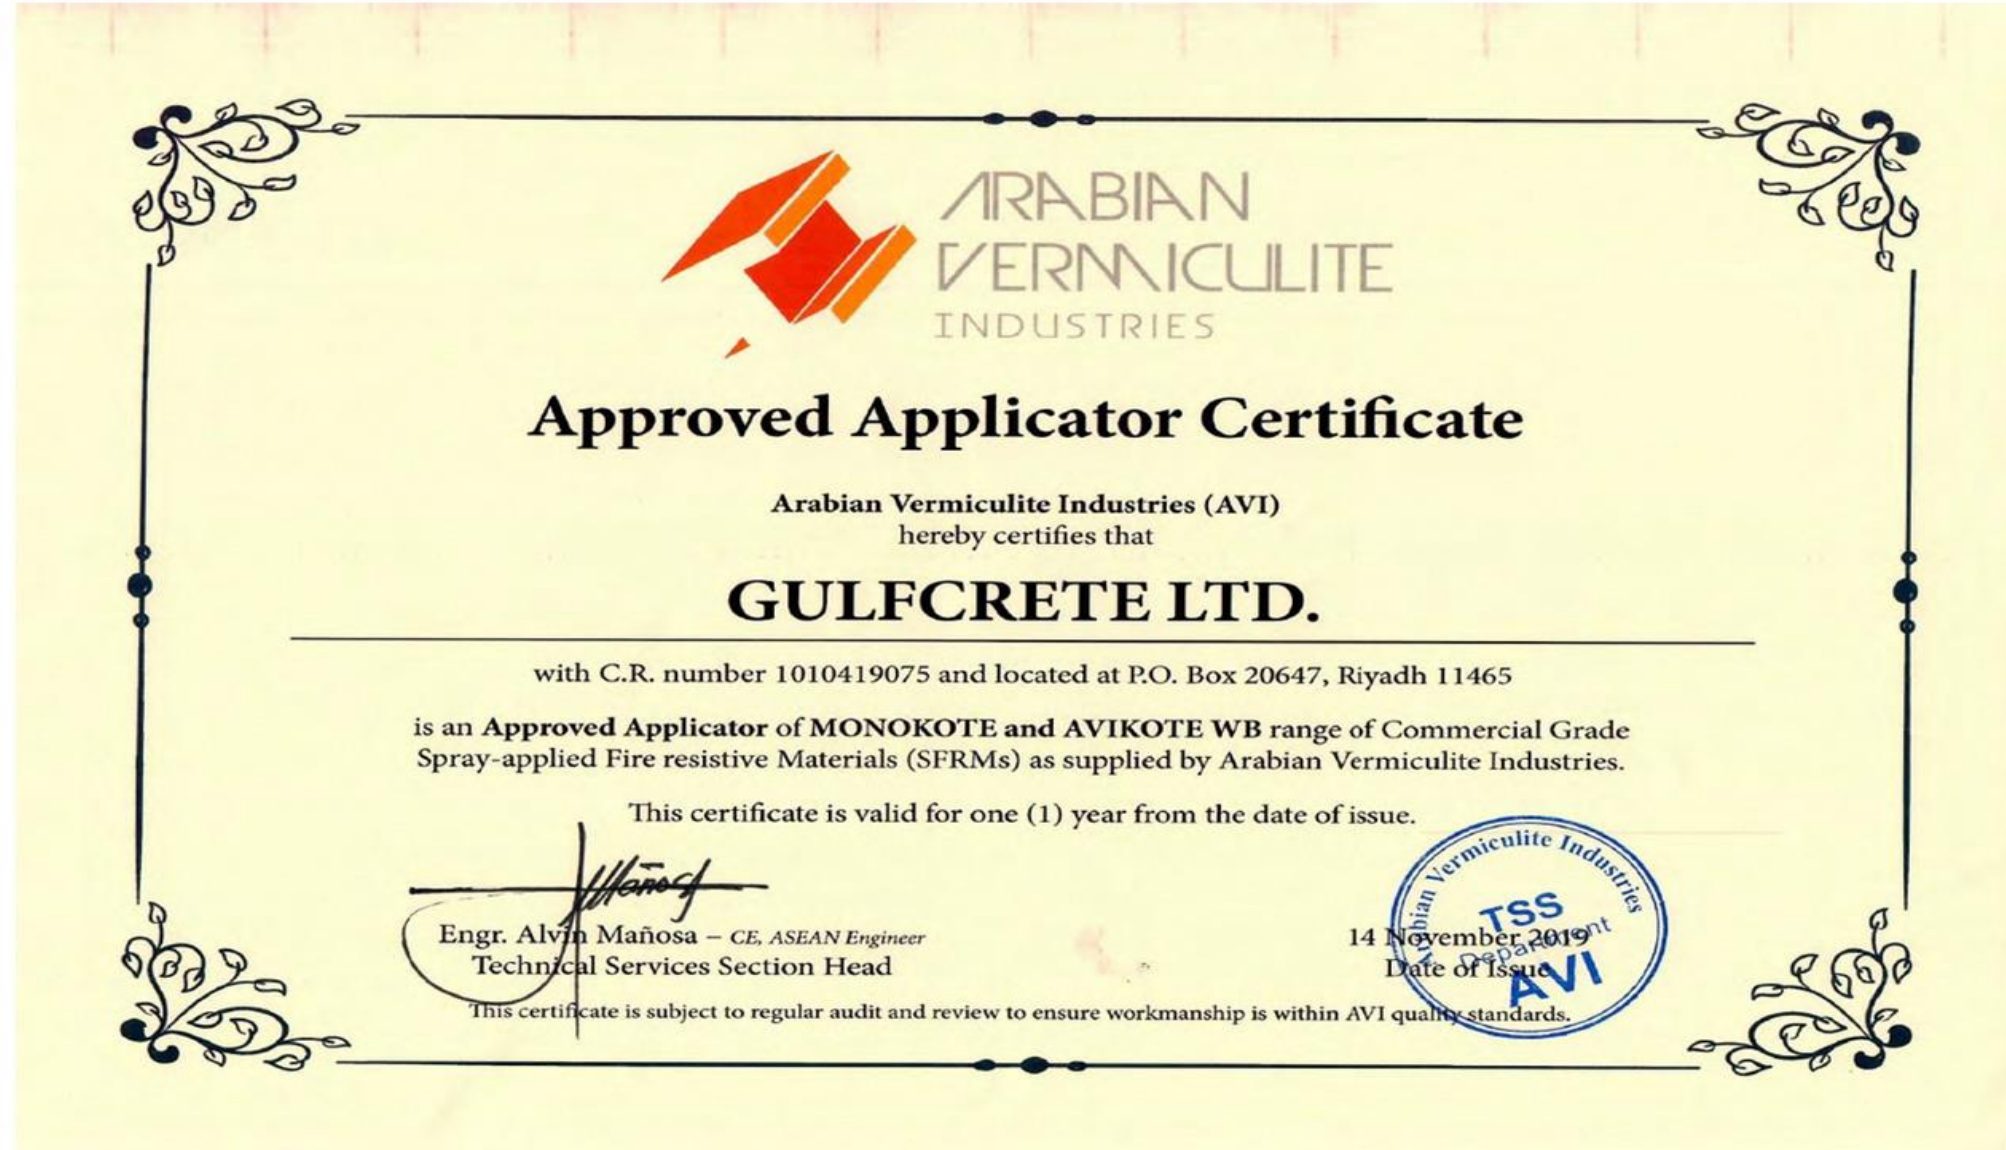 ARABIAN
VERMICULITE
INDUSTRIES
Approved Applicator Certificate
Arabian Vermiculite Industries (AVI)
hereby certifies that
GULFCRETE LTD.
with C.R. number 1010419075 and located at P.O. Box 20647, Riyadh 11465
is an Approved Applicator of MONOKOTE and AVIKOTE WB range of Commercial Grade
Spray-applied Fire resistive Materials (SFRMs) as supplied by Arabian Vermiculite Industries.
This certificate is valid for one (1) year from the date of issue.
Mañosa
Engr. Alvin Mañosa – CE, ASEAN Engineer
Technical Services Section Head
14 November 2019
Date of Issue
Arabian Vermiculite Industries
TSS
Department
AVI
This certificate is subject to regular audit and review to ensure workmanship is within AVI quality standards.